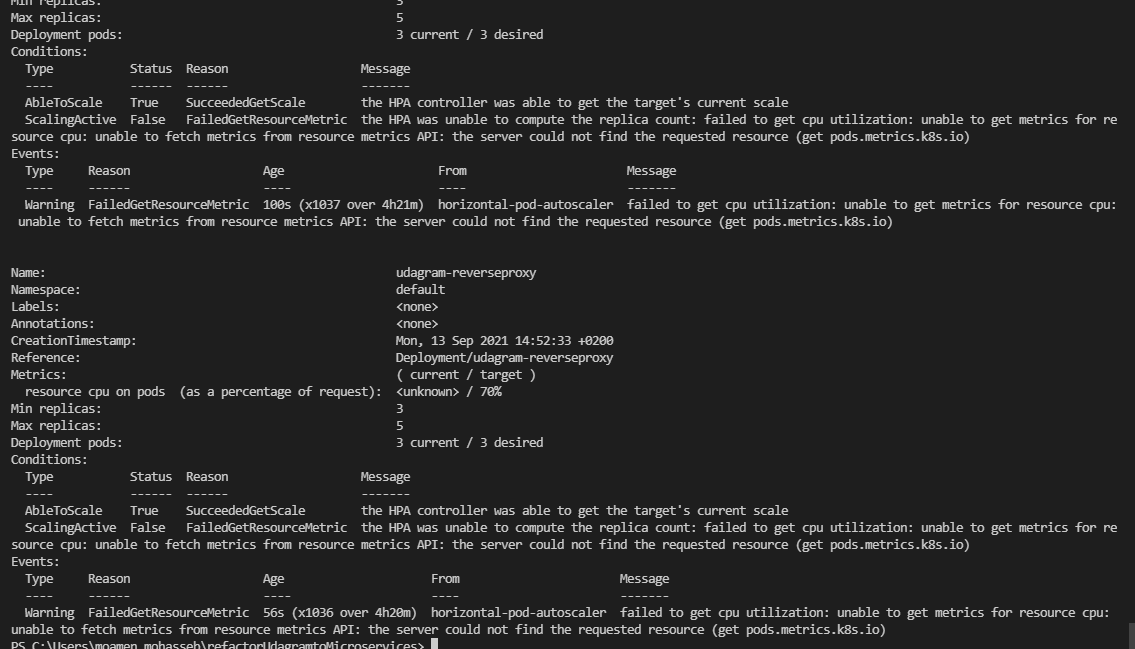 Min replicas:                                          3
Max replicas:                                          5
Deployment pods:                                       3 current / 3 desired
Conditions:
  Type           Status  Reason                   Message
  ----           ------  ------                   -------
  AbleToScale    True    SucceededGetScale        the HPA controller was able to get the target's current scale
  ScalingActive  False   FailedGetResourceMetric  the HPA was unable to compute the replica count: failed to get cpu utilization: unable to get metrics for re
source cpu: unable to fetch metrics from resource metrics API: the server could not find the requested resource (get pods.metrics.k8s.io)
Events:
  Type     Reason                   Age                      From                       Message
  ----     ------                   ----                     ----                       -------
  Warning  FailedGetResourceMetric  100s (x1037 over 4h21m)  horizontal-pod-autoscaler  failed to get cpu utilization: unable to get metrics for resource cpu:
 unable to fetch metrics from resource metrics API: the server could not find the requested resource (get pods.metrics.k8s.io)
Name:                                                  udagram-reverseproxy
Namespace:                                             default
Labels:                                                <none>
Annotations:                                           <none>
CreationTimestamp:                                     Mon, 13 Sep 2021 14:52:33 +0200
Reference:                                             Deployment/udagram-reverseproxy
Metrics:                                               ( current / target )
  resource cpu on pods  (as a percentage of request):  <unknown> / 70%
Min replicas:                                          3
Max replicas:                                          5
Deployment pods:                                       3 current / 3 desired
Conditions:
  Type           Status  Reason                   Message
  ----           ------  ------                   -------
  AbleToScale    True    SucceededGetScale        the HPA controller was able to get the target's current scale
  ScalingActive  False   FailedGetResourceMetric  the HPA was unable to compute the replica count: failed to get cpu utilization: unable to get metrics for re
source cpu: unable to fetch metrics from resource metrics API: the server could not find the requested resource (get pods.metrics.k8s.io)
Events:
  Type     Reason                   Age                     From                       Message
  ----     ------                   ----                    ----                       -------
  Warning  FailedGetResourceMetric  56s (x1036 over 4h20m)  horizontal-pod-autoscaler  failed to get cpu utilization: unable to get metrics for resource cpu:
unable to fetch metrics from resource metrics API: the server could not find the requested resource (get pods.metrics.k8s.io)
PS C:\Users\moamen.mohasseb\refactorUdagramtoMicroservices>